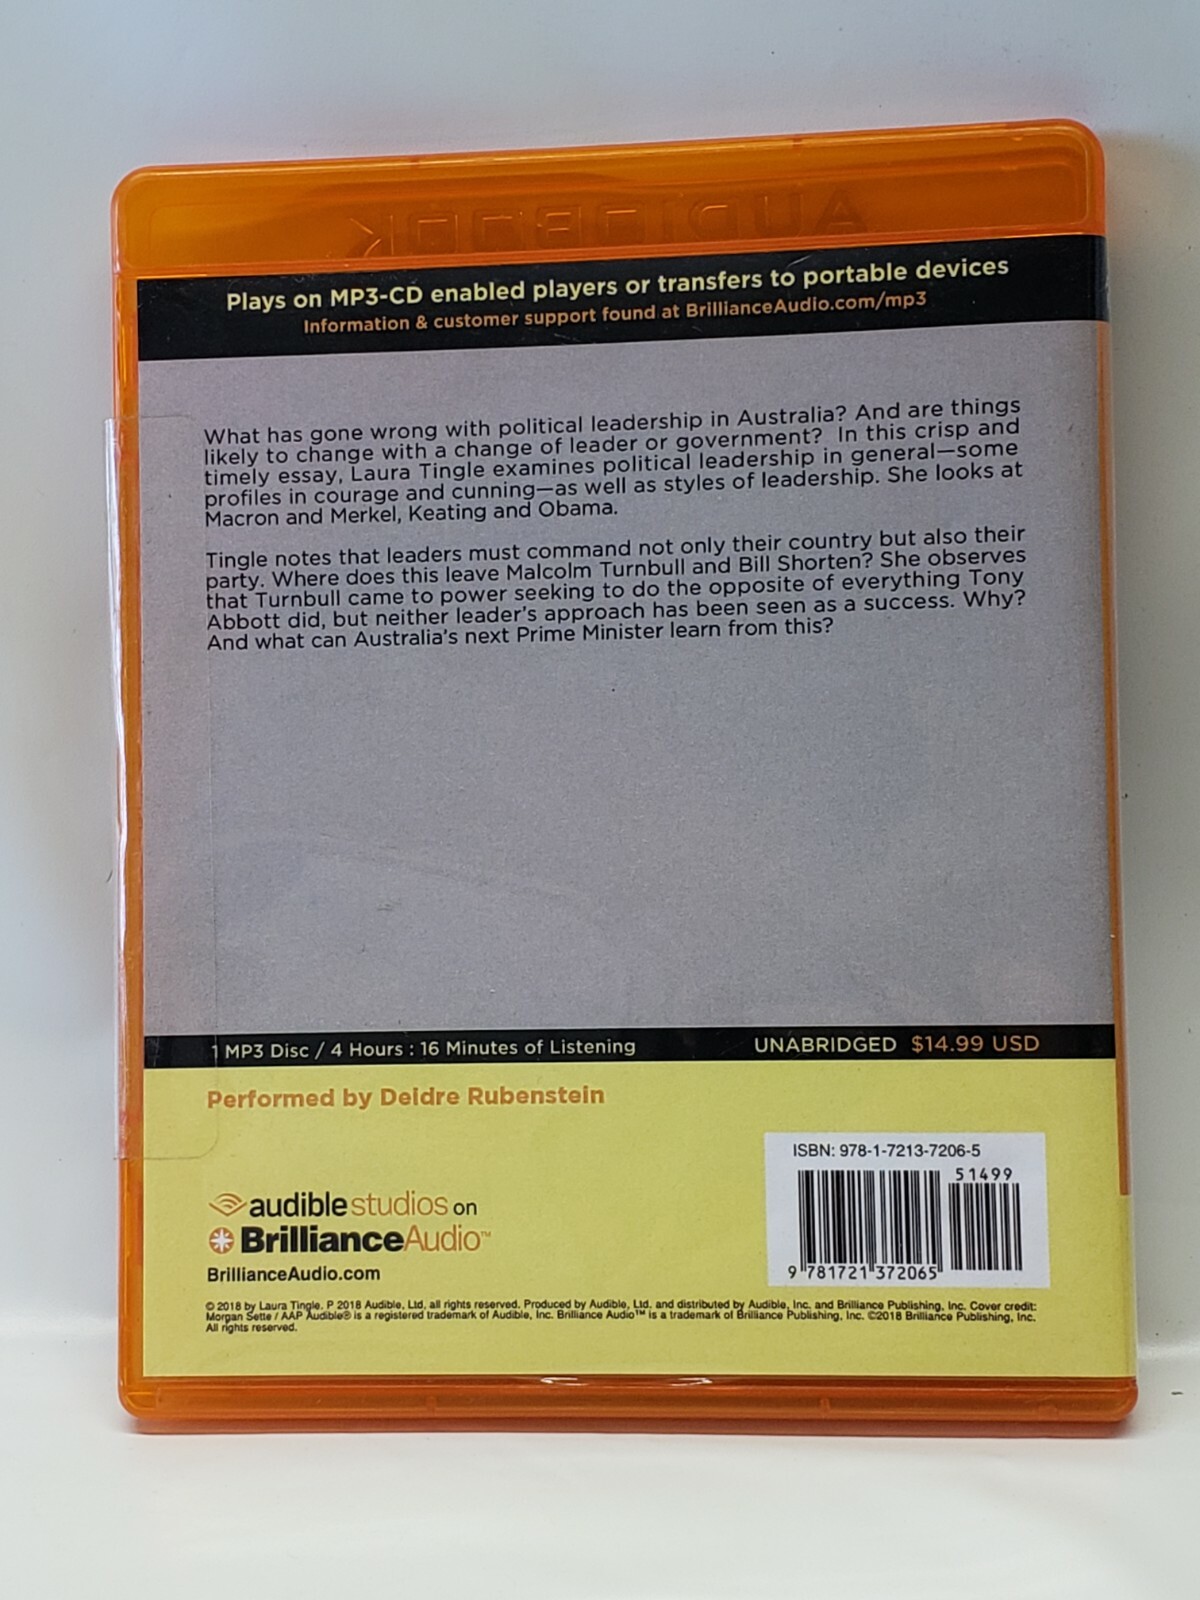 AUDIOBOOK
Plays on MP3-CD enabled players or transfers to portable devices
Information & customer support found at BrillianceAudio.com/mp3
What has gone wrong with political leadership in Australia? And are things
likely to change with a change of leader or government? In this crisp and
timely essay, Laura Tingle examines political leadership in general—some
profiles in courage and cunning—as well as styles of leadership. She looks at
Macron and Merkel, Keating and Obama.
Tingle notes that leaders must command not only their country but also their
party. Where does this leave Malcolm Turnbull and Bill Shorten? She observes
that Turnbull came to power seeking to do the opposite of everything Tony
Abbott did, but neither leader's approach has been seen as a success. Why?
And what can Australia's next Prime Minister learn from this?
1 MP3 Disc / 4 Hours : 16 Minutes of Listening UNABRIDGED $14.99 USD
Performed by Deidre Rubenstein
ISBN: 978-1-7213-7206-5
51499
9 781721 372065
audible studios on
BrillianceAudio™
BrillianceAudio.com
© 2018 by Laura Tingle. P 2018 Audible, Ltd, all rights reserved. Produced by Audible, Ltd. and distributed by Audible, Inc. and Brilliance Publishing, Inc. Cover credit:
Morgan Sette / AAP Audible® is a registered trademark of Audible, Inc. Brilliance Audio™ is a trademark of Brilliance Publishing, Inc. ©2018 Brilliance Publishing, Inc.
All rights reserved.